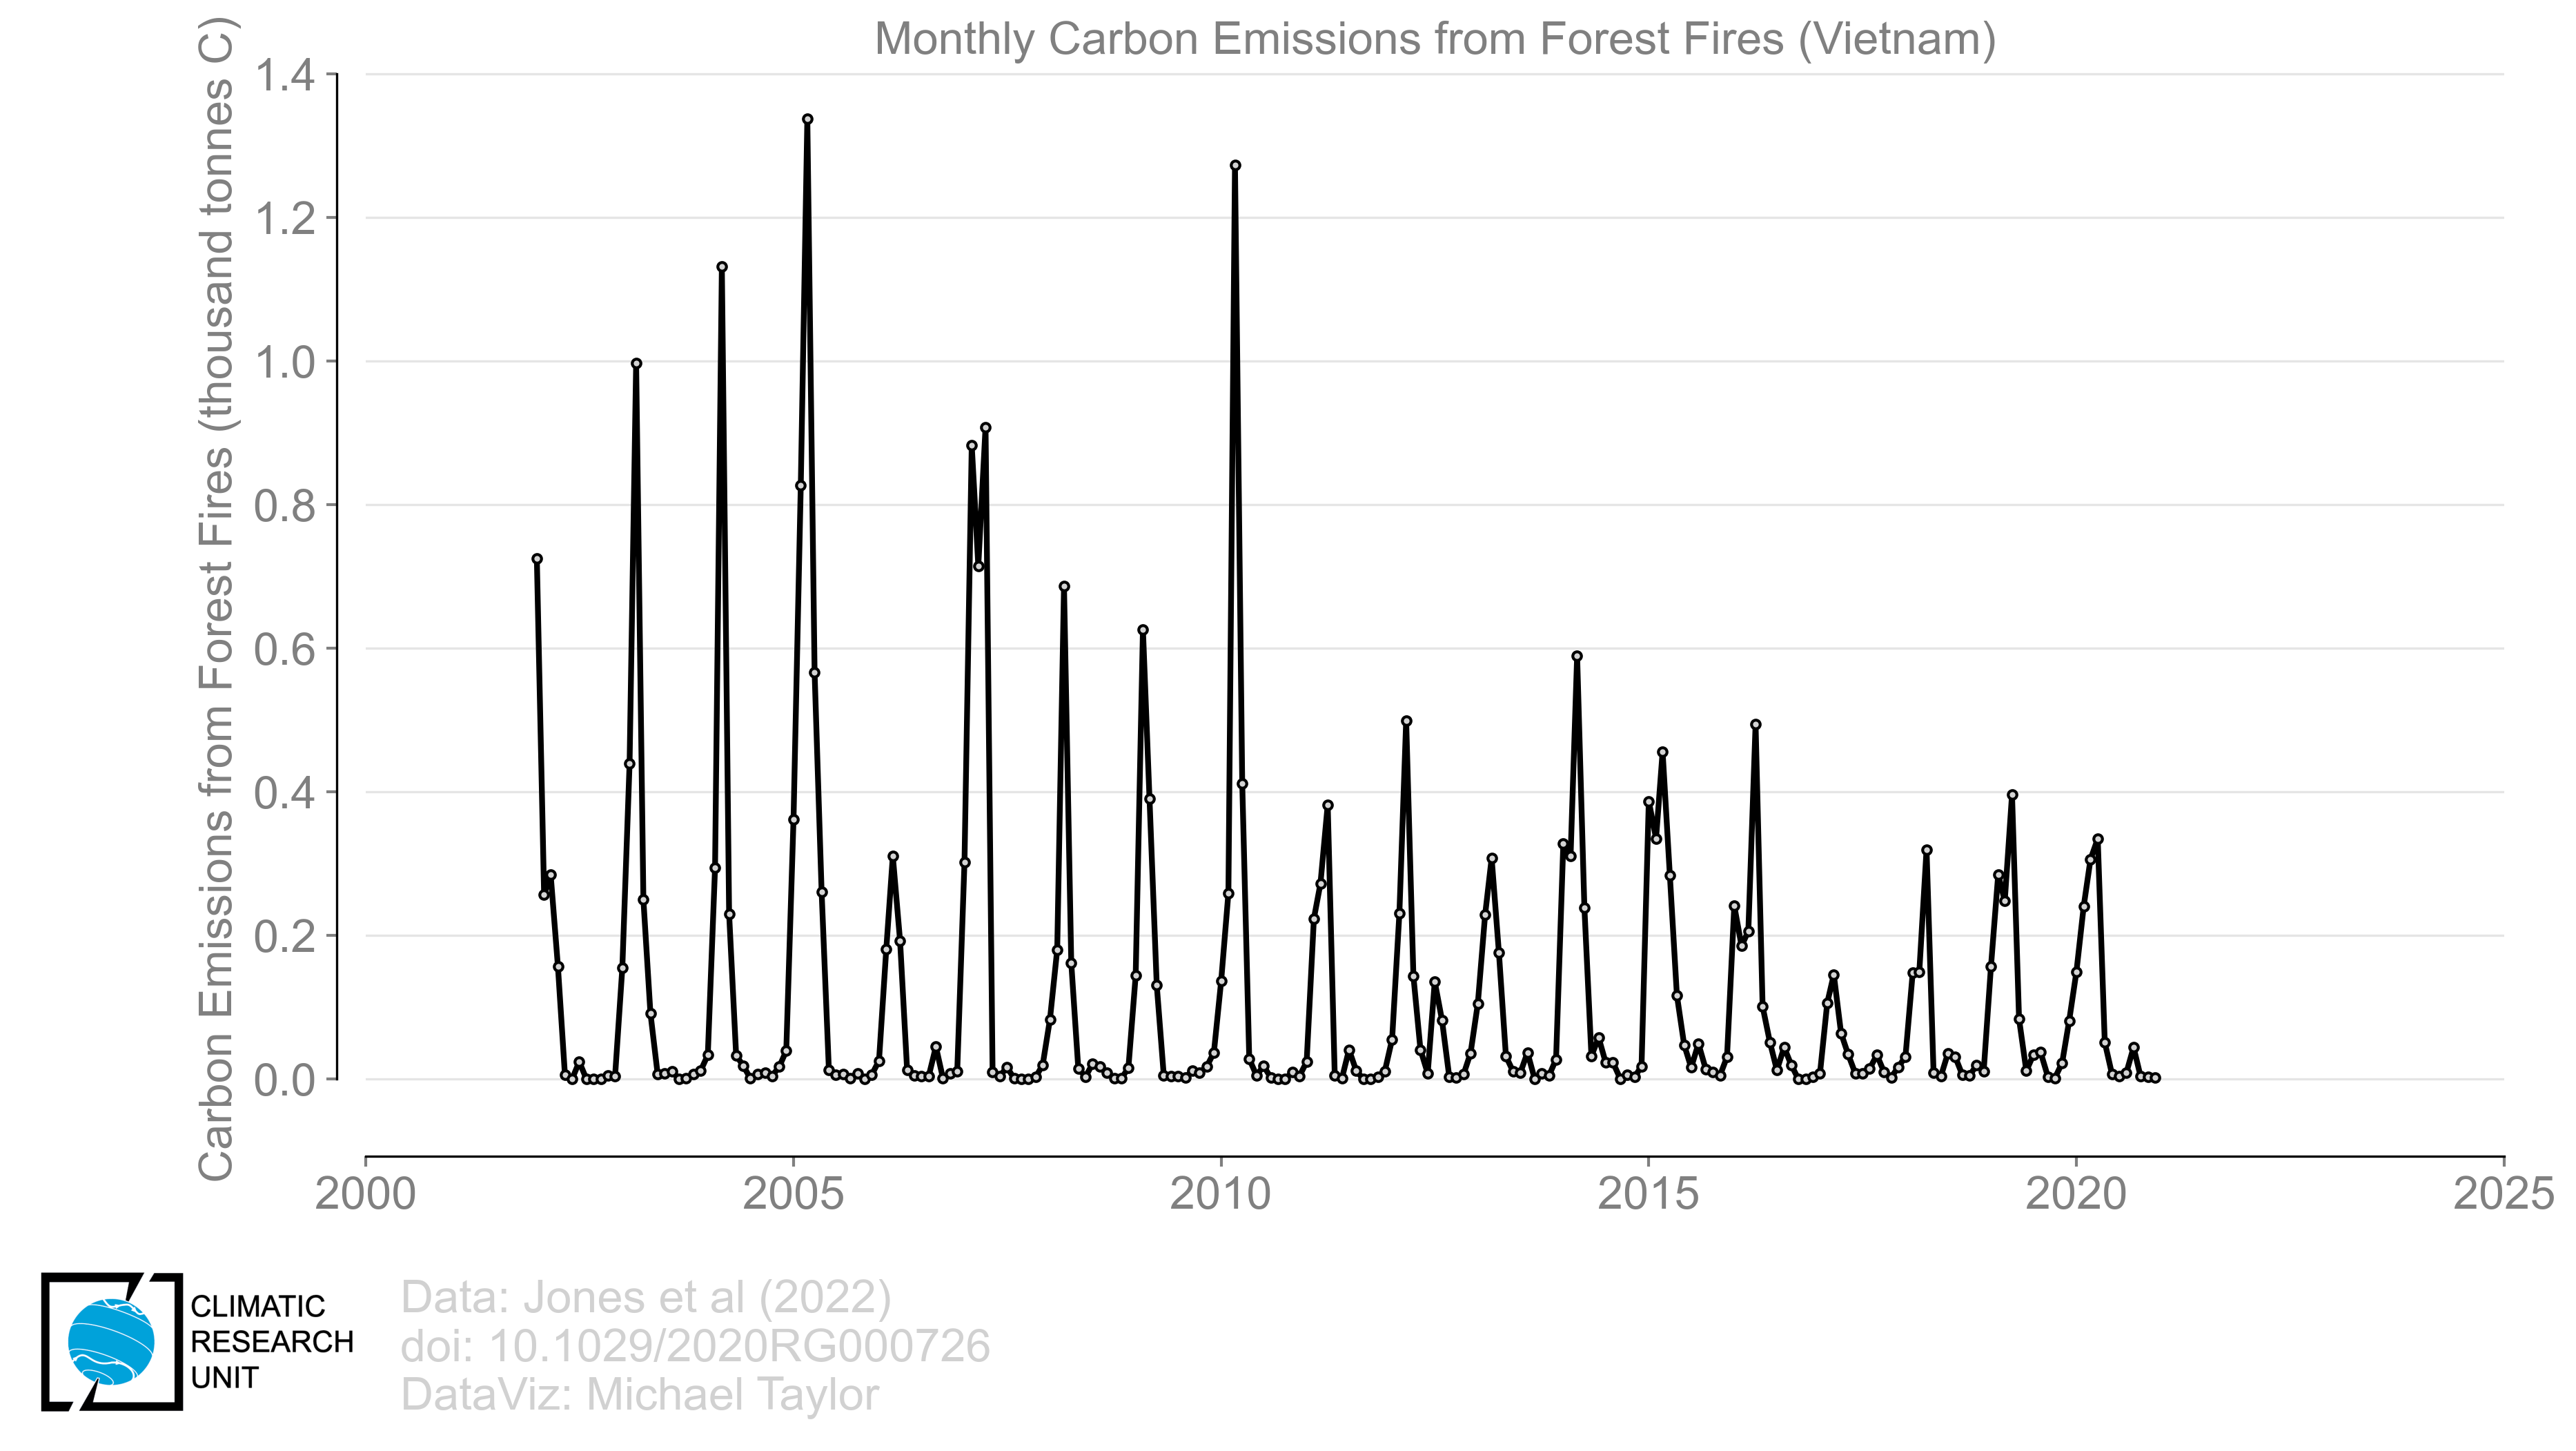 Monthly Carbon Emissions from Forest Fires (Vietnam)
Carbon Emissions from Forest Fires (thousand tonnes C)
1.4
1.2
1.0
0.8
0.6
0.4
0.2
0.0
2000 2005 2010 2015 2020 2025
CLIMATIC
RESEARCH
UNIT
Data: Jones et al (2022)
doi: 10.1029/2020RG000726
DataViz: Michael Taylor